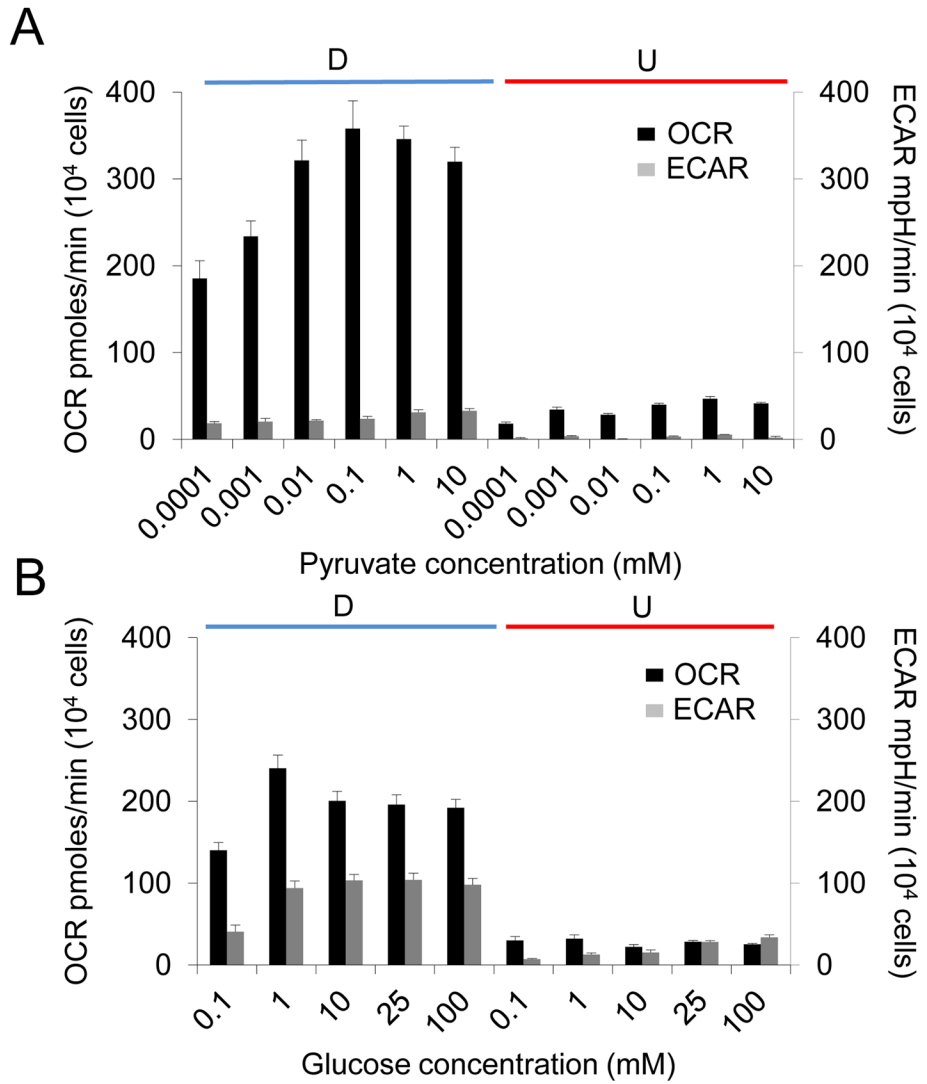 A
D
U
OCR pmoles/min (10⁴ cells)
400
300
200
100
0
OCR
ECAR
400
300
200
100
0
ECAR mpH/min (10⁴ cells)
0.0001
0.001
0.01
0.1
1
10
0.0001
0.001
0.01
0.1
1
10
Pyruvate concentration (mM)
B
D
U
OCR pmoles/min (10⁴ cells)
400
300
200
100
0
OCR
ECAR
400
300
200
100
0
ECAR mpH/min (10⁴ cells)
0.1
1
10
25
100
0.1
1
10
25
100
Glucose concentration (mM)